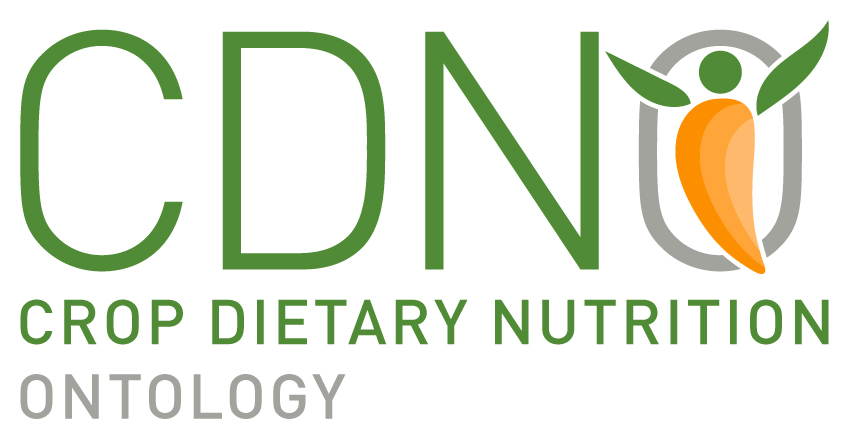 CDNO
CROP DIETARY NUTRITION
ONTOLOGY